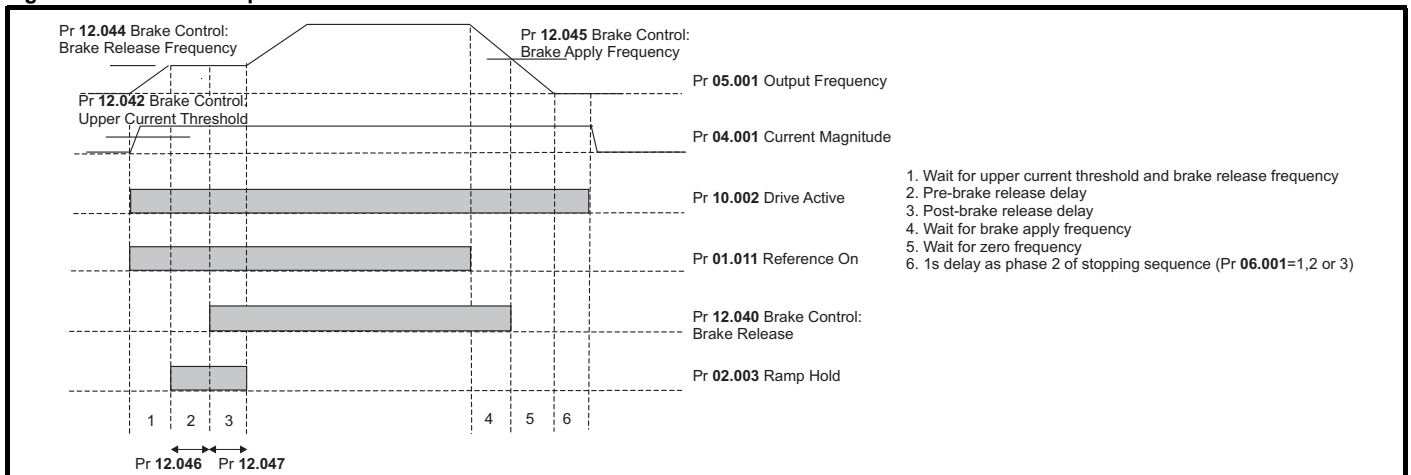 Pr 12.044 Brake Control:
Brake Release Frequency
Pr 12.045 Brake Control:
Brake Apply Frequency
Pr 05.001 Output Frequency
Pr 12.042 Brake Control:
Upper Current Threshold
Pr 04.001 Current Magnitude
Pr 10.002 Drive Active
Pr 01.011 Reference On
Pr 12.040 Brake Control:
Brake Release
Pr 02.003 Ramp Hold
1 2 3 4 5 6
Pr 12.046 Pr 12.047
1. Wait for upper current threshold and brake release frequency
2. Pre-brake release delay
3. Post-brake release delay
4. Wait for brake apply frequency
5. Wait for zero frequency
6. 1s delay as phase 2 of stopping sequence (Pr 06.001=1,2 or 3)